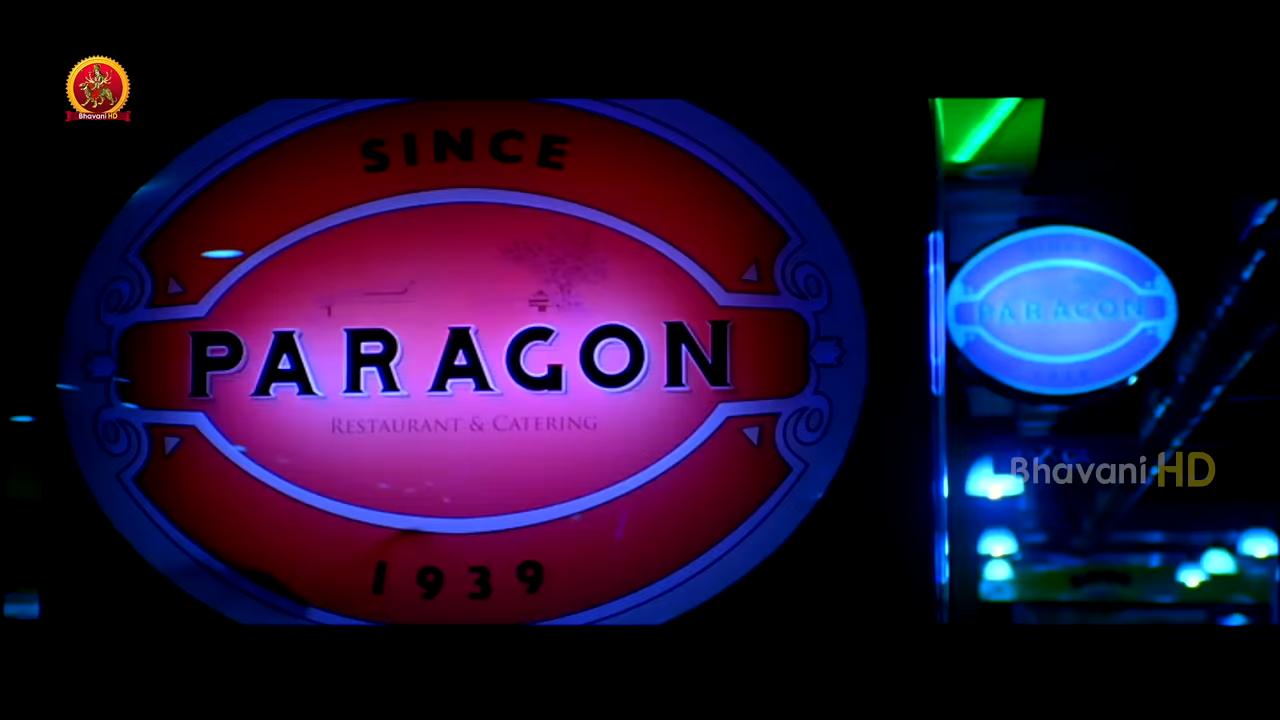 Bhavani HD
SINCE
PARAGON
RESTAURANT & CATERING
1939
PARAGON
Bhavani HD